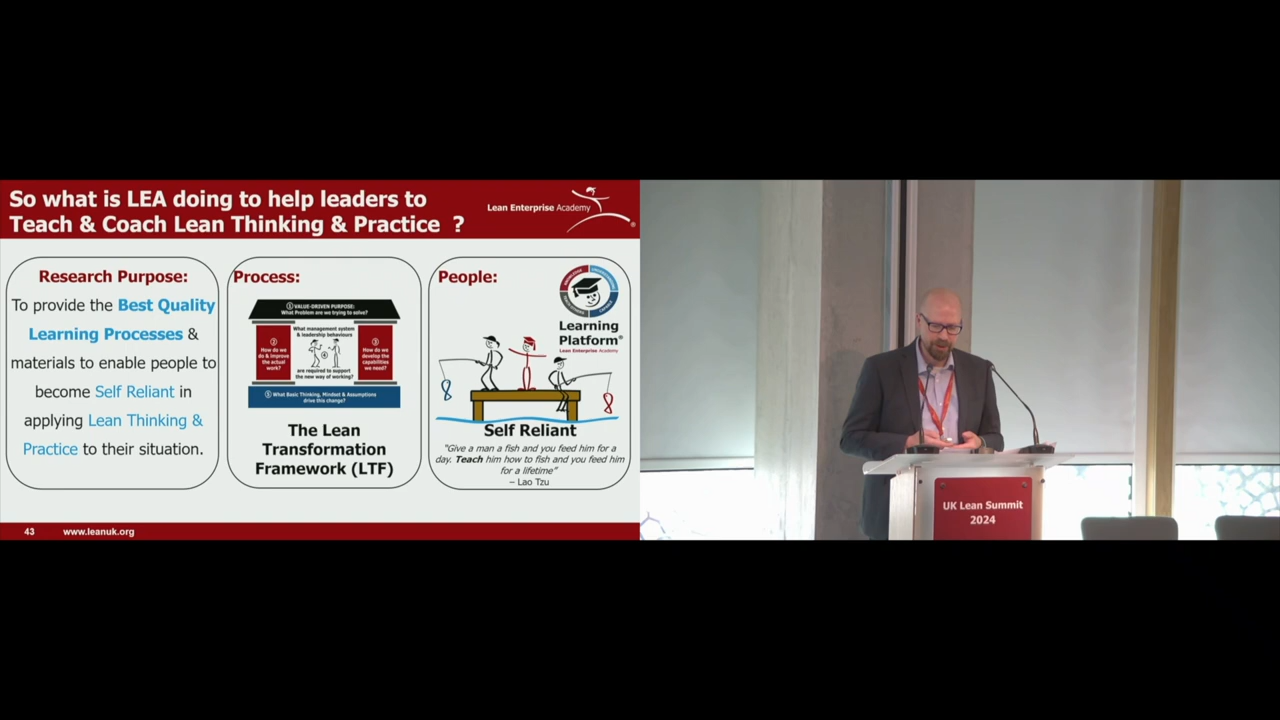 So what is LEA doing to help leaders to
Teach & Coach Lean Thinking & Practice ?
Lean Enterprise Academy
Research Purpose:
To provide the Best Quality
Learning Processes &
materials to enable people to
become Self Reliant in
applying Lean Thinking &
Practice to their situation.
Process:
1 VALUE-DRIVEN PURPOSE:
What Problem are we trying to solve?
2
How do we
do & improve
the actual
work?
What management system
& leadership behaviours
4
are required to support
the new way of working?
3
How do we
develop the
capabilities
we need?
5 What Basic Thinking, Mindset & Assumptions
drive this change?
The Lean
Transformation
Framework (LTF)
People:
Learning
Platform®
Lean Enterprise Academy
Self Reliant
"Give a man a fish and you feed him for a
day. Teach him how to fish and you feed him
for a lifetime"
– Lao Tzu
43 www.leanuk.org
UK Lean Summit
2024